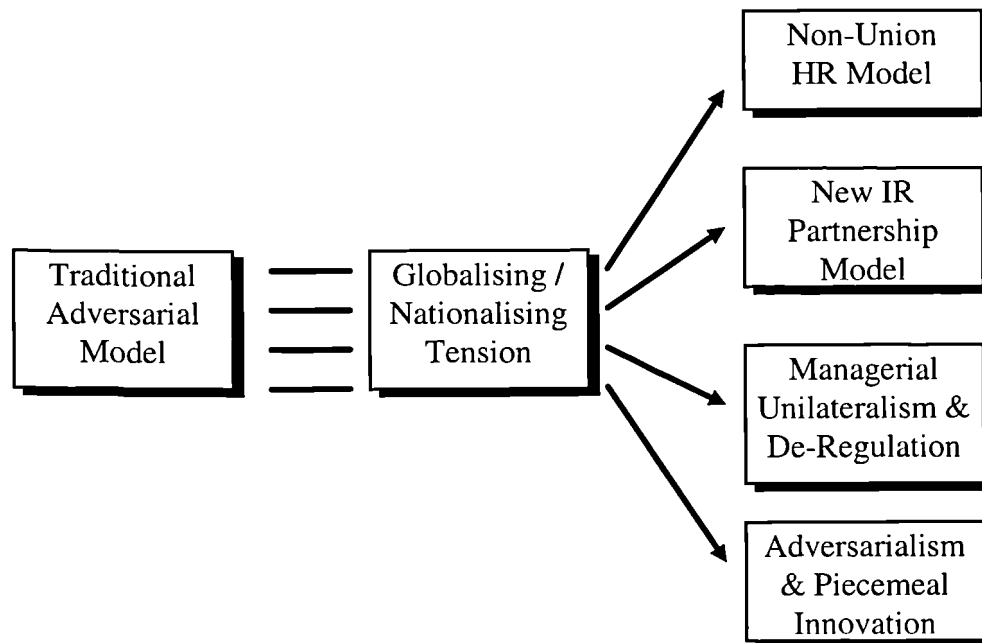 Traditional
Adversarial
Model
Globalising /
Nationalising
Tension
Non-Union
HR Model
New IR
Partnership
Model
Managerial
Unilateralism &
De-Regulation
Adversarialism
& Piecemeal
Innovation